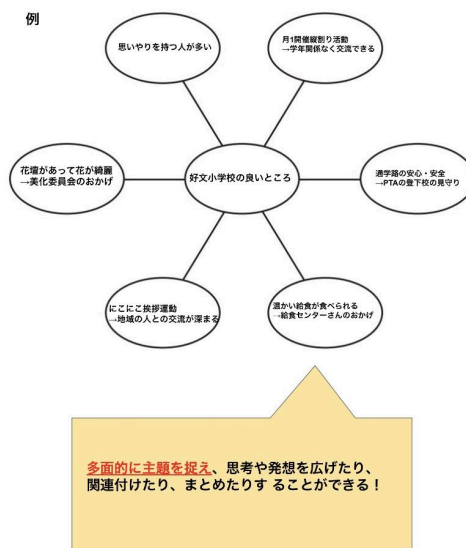 例
思いやりを持つ人が多い
月1開催縦割り活動
→学年関係なく交流できる
花壇があって花が綺麗
→美化委員会のおかげ
好文小学校の良いところ
通学路の安心・安全
→PTAの登下校の見守り
にこにこ挨拶運動
→地域の人との交流が深まる
温かい給食が食べられる
→給食センターさんのおかげ
多面的に主題を捉え、思考や発想を広げたり、
関連付けたり、まとめたりす ることができる！